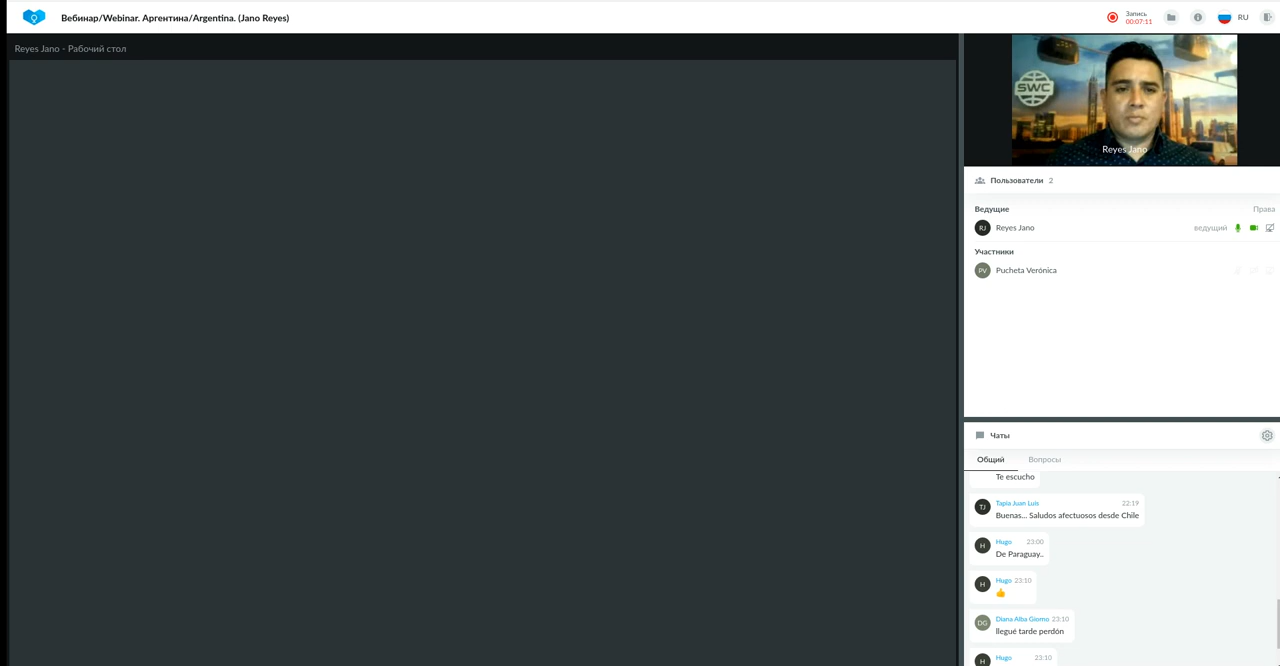 Вебинар/Webinar. Аргентина/Argentina. (Jano Reyes)
Запись
00:07:11
RU
Reyes Jano - Рабочий стол
SWC
Reyes Jano
Пользователи 2
Ведущие Права
RJ Reyes Jano ведущий
Участники
PV Pucheta Verónica
Чаты
Общий Вопросы
Te escucho
TJ Tapia Juan Luis 22:19
Buenas... Saludos afectuosos desde Chile
H Hugo 23:00
De Paraguay..
H Hugo 23:10
👍
DG Diana Alba Giorno 23:10
llegué tarde perdón
H Hugo 23:10